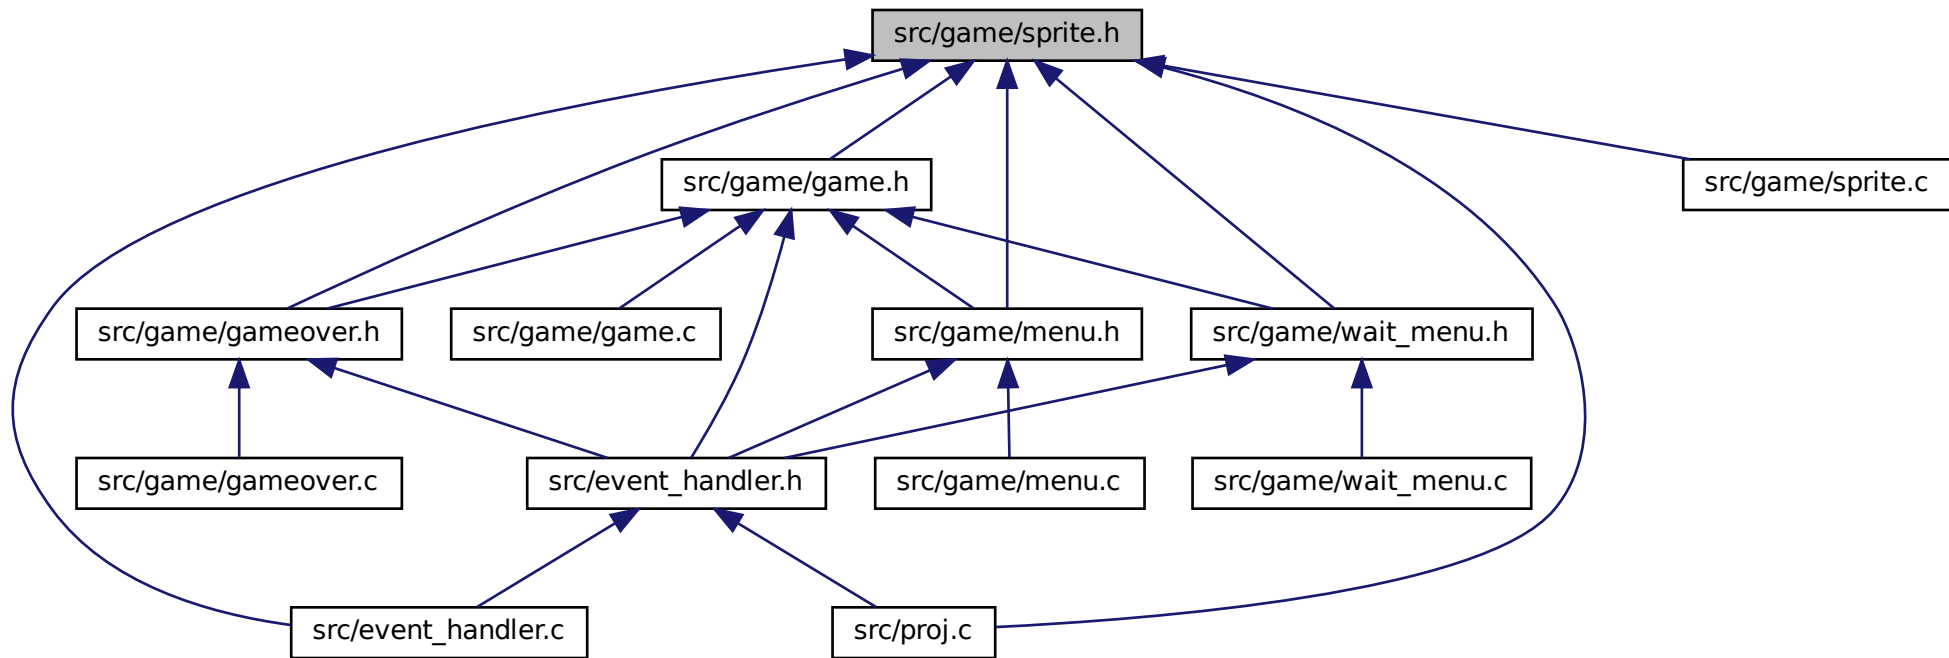 src/game/sprite.h
src/game/game.h
src/game/sprite.c
src/game/gameover.h
src/game/game.c
src/game/menu.h
src/game/wait_menu.h
src/game/gameover.c
src/event_handler.h
src/game/menu.c
src/game/wait_menu.c
src/event_handler.c
src/proj.c